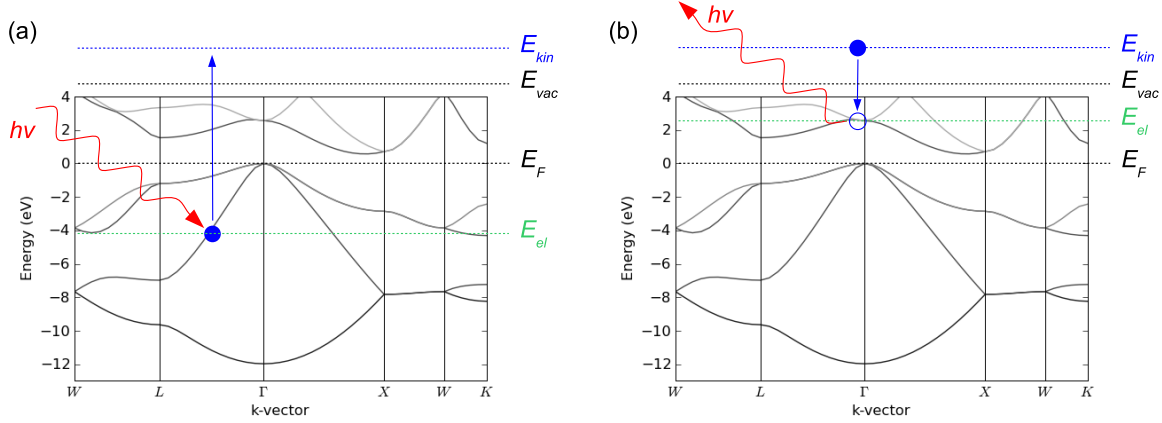 (a)
E_kin
E_vac
hν
E_F
E_el
4
2
0
−2
−4
−6
−8
−10
−12
Energy (eV)
W L Γ X W K
k-vector
(b)
hν
E_kin
E_vac
E_el
E_F
4
2
0
−2
−4
−6
−8
−10
−12
Energy (eV)
W L Γ X W K
k-vector